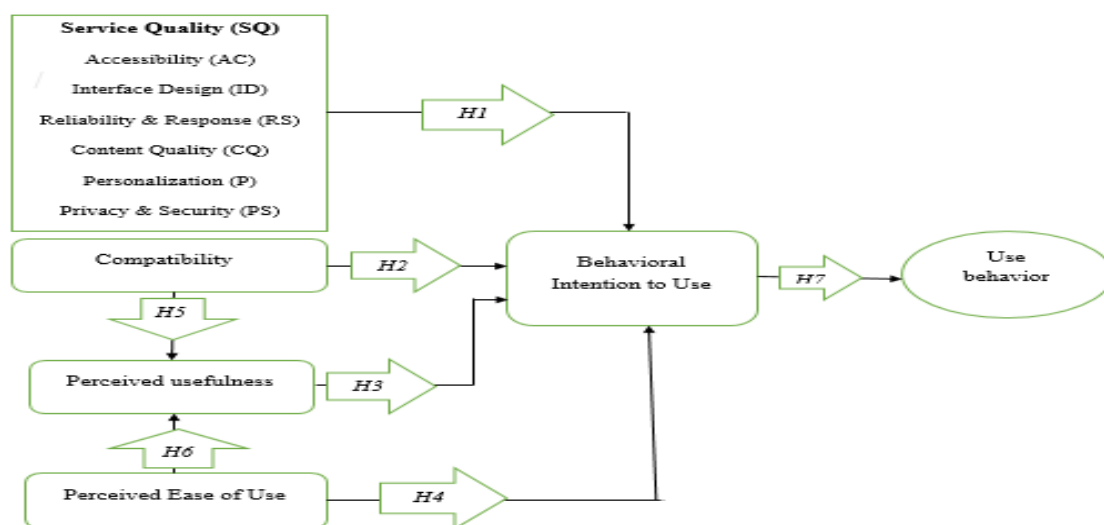 Service Quality (SQ)
Accessibility (AC)
Interface Design (ID)
Reliability & Response (RS)
Content Quality (CQ)
Personalization (P)
Privacy & Security (PS)
H1
Compatibility
H2
Behavioral
Intention to Use
H7
Use
behavior
H5
Perceived usefulness
H3
H6
Perceived Ease of Use
H4